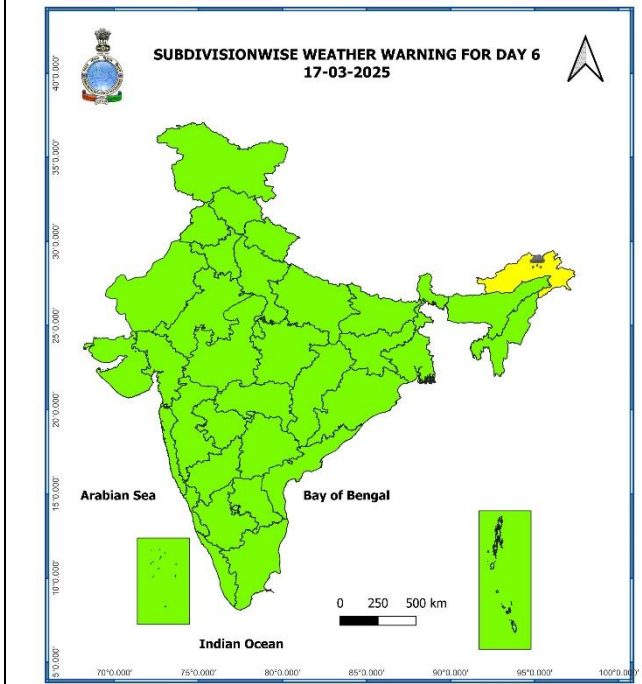 SUBDIVISIONWISE WEATHER WARNING FOR DAY 6
17-03-2025
40°0.000'
35°0.000'
30°0.000'
25°0.000'
20°0.000'
15°0.000'
10°0.000'
5°0.000'
Arabian Sea
Bay of Bengal
0 250 500 km
Indian Ocean
70°0.000' 75°0.000' 80°0.000' 85°0.000' 90°0.000' 95°0.000' 100°0.000'